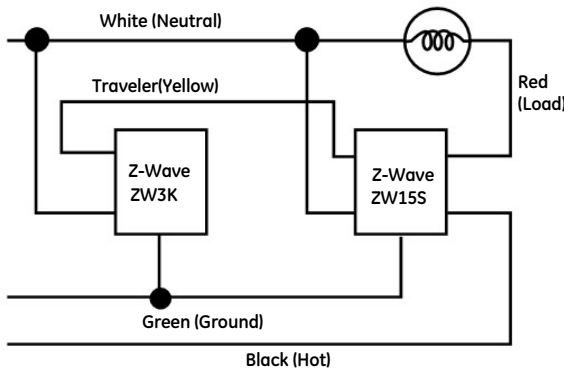 White (Neutral)
Traveler(Yellow)
Red
(Load)
Z-Wave
ZW3K
Z-Wave
ZW15S
Green (Ground)
Black (Hot)